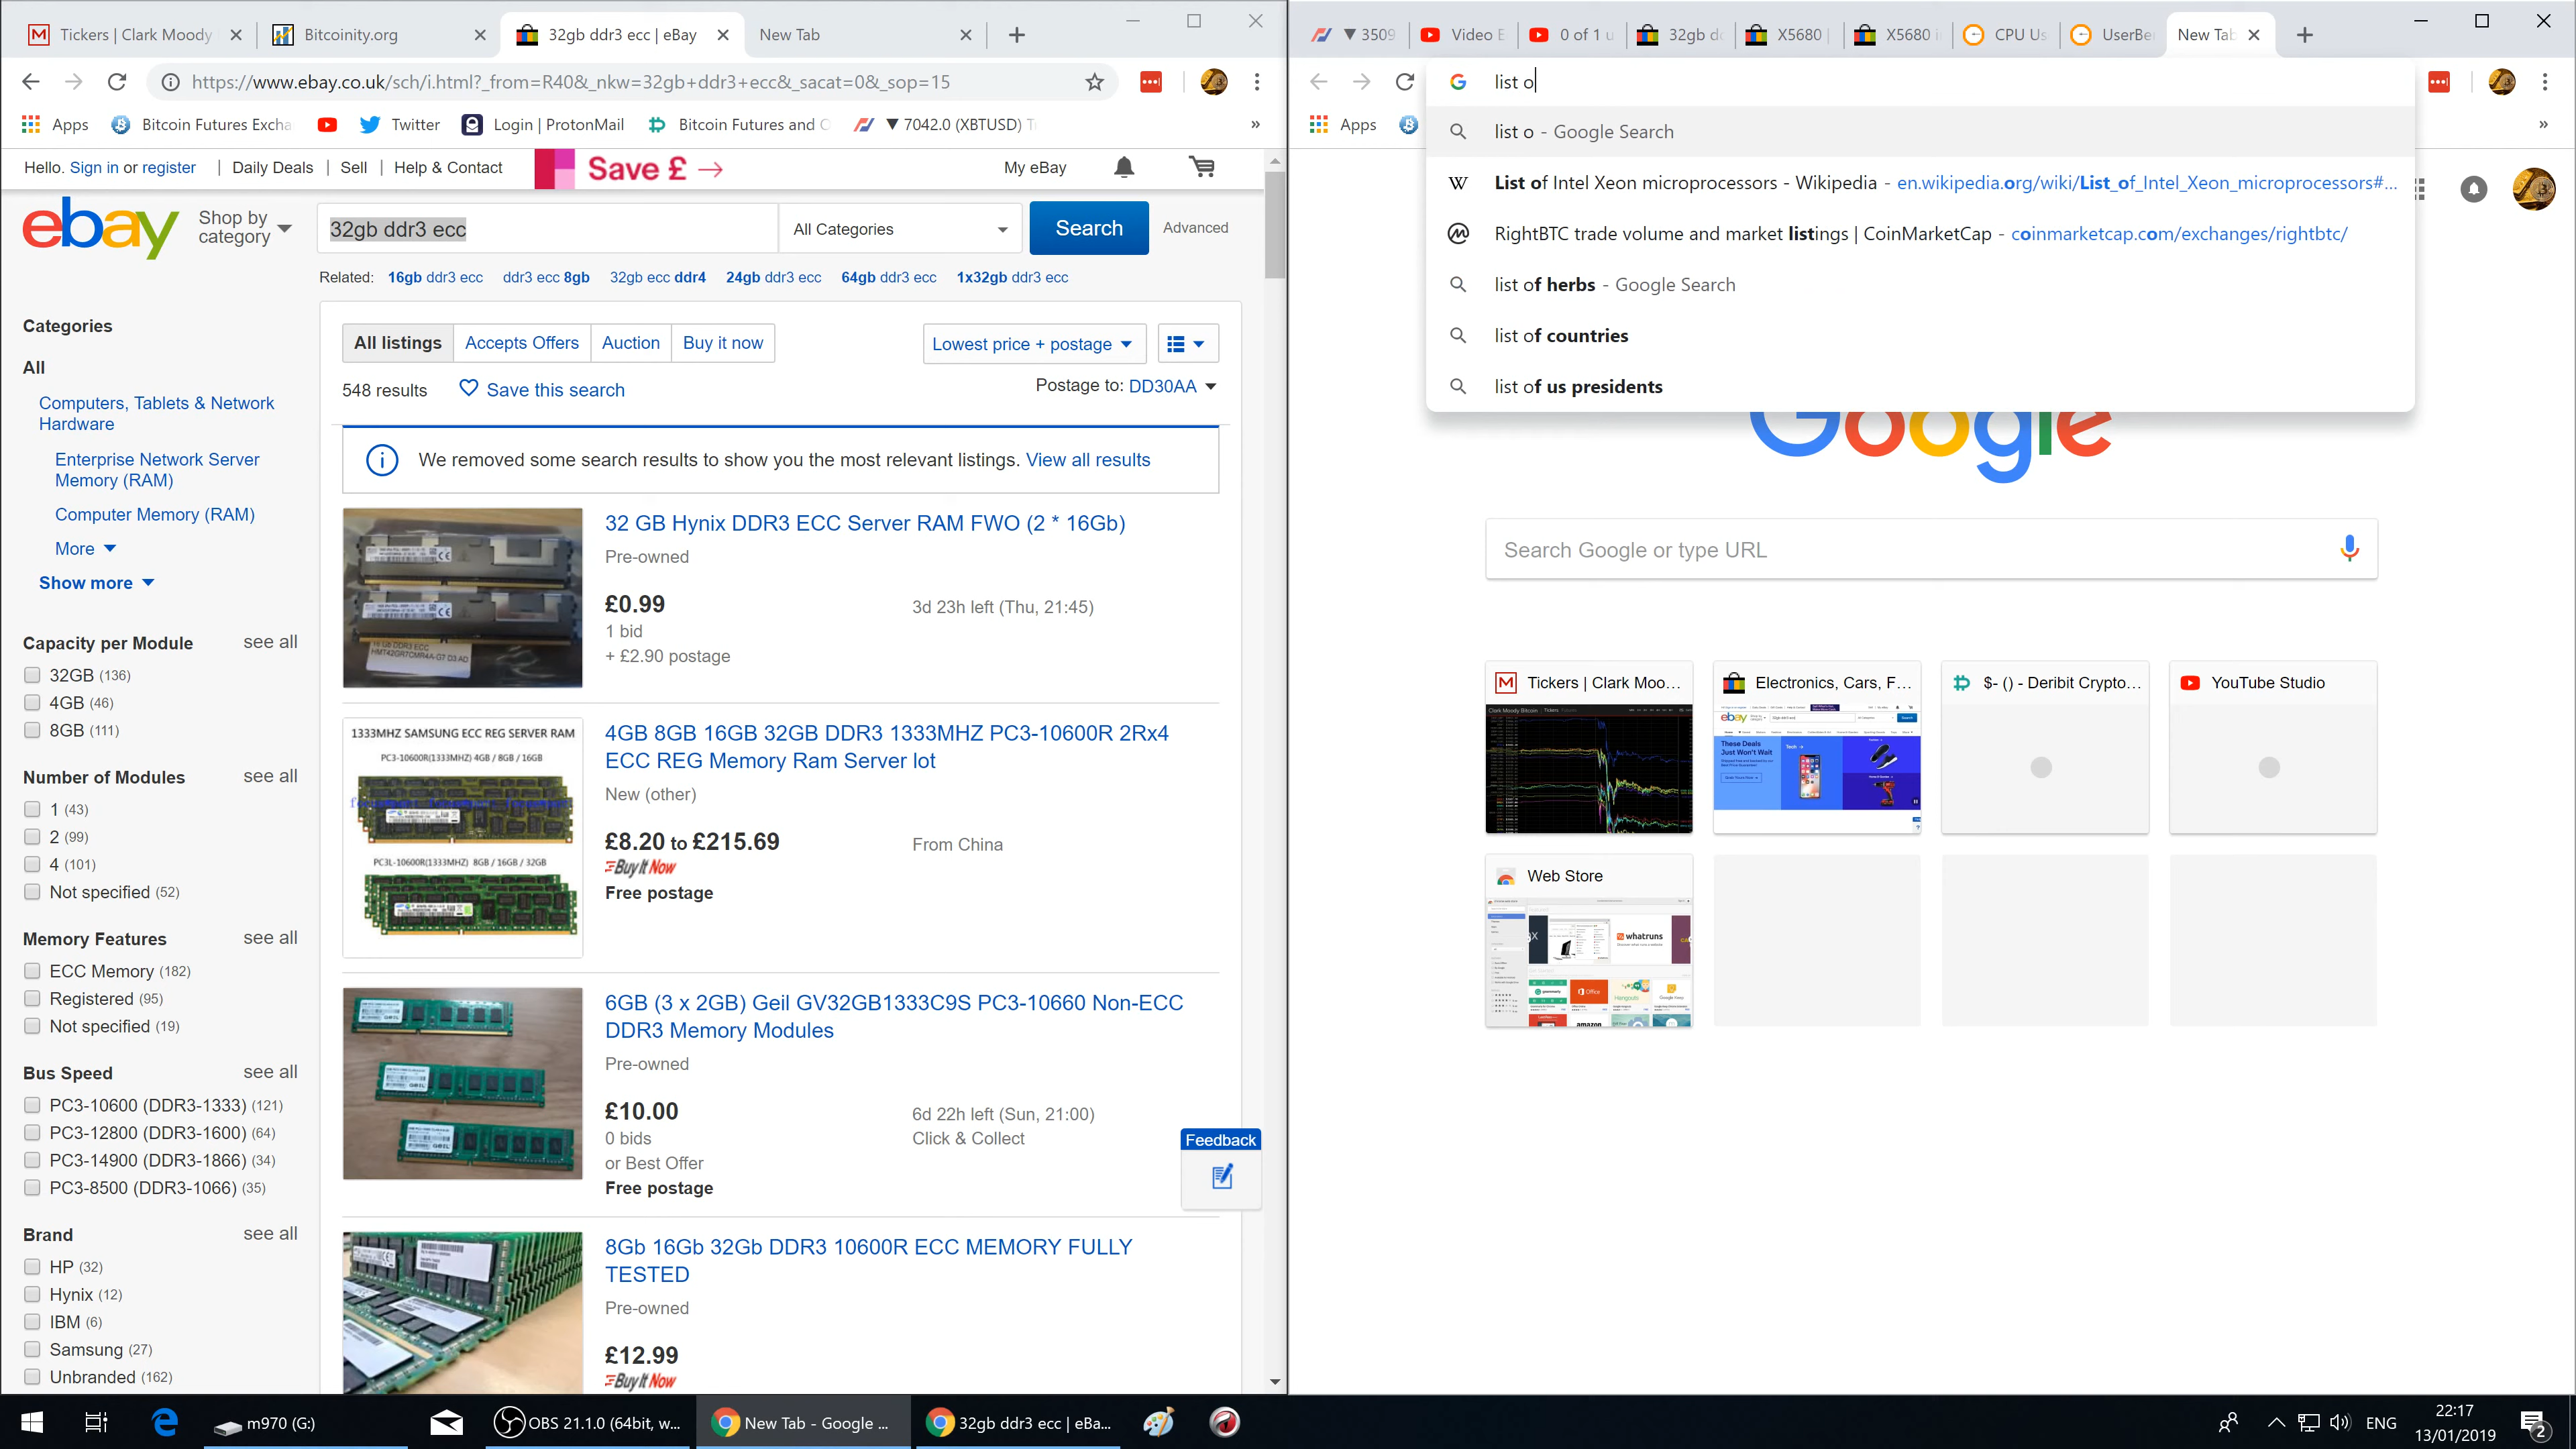 Tickers | Clark Moody
Bitcoinity.org
32gb ddr3 ecc | eBay
New Tab
https://www.ebay.co.uk/sch/i.html?_from=R40&_nkw=32gb+ddr3+ecc&_sacat=0&_sop=15
Apps
Bitcoin Futures Excha
Twitter
Login | ProtonMail
Bitcoin Futures and O
▼ 7042.0 (XBTUSD) T
»
Hello. Sign in or register
Daily Deals
Sell
Help & Contact
Save £ →
My eBay
ebay
Shop by category
32gb ddr3 ecc
All Categories
Search
Advanced
Related: 16gb ddr3 ecc ddr3 ecc 8gb 32gb ecc ddr4 24gb ddr3 ecc 64gb ddr3 ecc 1x32gb ddr3 ecc
Categories
All
Computers, Tablets & Network
Hardware
Enterprise Network Server
Memory (RAM)
Computer Memory (RAM)
More
Show more
Capacity per Module see all
32GB (136)
4GB (46)
8GB (111)
Number of Modules see all
1 (43)
2 (99)
4 (101)
Not specified (52)
Memory Features see all
ECC Memory (182)
Registered (95)
Not specified (19)
Bus Speed see all
PC3-10600 (DDR3-1333) (121)
PC3-12800 (DDR3-1600) (64)
PC3-14900 (DDR3-1866) (34)
PC3-8500 (DDR3-1066) (35)
Brand see all
HP (32)
Hynix (12)
IBM (6)
Samsung (27)
Unbranded (162)
All listings
Accepts Offers
Auction
Buy it now
Lowest price + postage
548 results
Save this search
Postage to: DD30AA
We removed some search results to show you the most relevant listings. View all results
32 GB Hynix DDR3 ECC Server RAM FWO (2 * 16Gb)
Pre-owned
£0.99
3d 23h left (Thu, 21:45)
1 bid
+ £2.90 postage
1333MHZ SAMSUNG ECC REG SERVER RAM
PC3-10600R(1333MHZ) 4GB / 8GB / 16GB
PC3L-10600R(1333MHZ) 8GB / 16GB / 32GB
4GB 8GB 16GB 32GB DDR3 1333MHZ PC3-10600R 2Rx4
ECC REG Memory Ram Server lot
New (other)
£8.20 to £215.69
From China
Buy It Now
Free postage
6GB (3 x 2GB) Geil GV32GB1333C9S PC3-10660 Non-ECC
DDR3 Memory Modules
Pre-owned
£10.00
6d 22h left (Sun, 21:00)
0 bids
Click & Collect
or Best Offer
Free postage
Feedback
8Gb 16Gb 32Gb DDR3 10600R ECC MEMORY FULLY
TESTED
Pre-owned
£12.99
Buy It Now
▼ 3509
Video E
0 of 1 u
32gb d
X5680 |
X5680 i
CPU Us
UserBe
New Tab
list o
list o - Google Search
List of Intel Xeon microprocessors - Wikipedia - en.wikipedia.org/wiki/List_of_Intel_Xeon_microprocessors#...
RightBTC trade volume and market listings | CoinMarketCap - coinmarketcap.com/exchanges/rightbtc/
list of herbs - Google Search
list of countries
list of us presidents
Apps
»
Google
Search Google or type URL
Tickers | Clark Moo...
Electronics, Cars, F...
$- () - Deribit Crypto...
YouTube Studio
Web Store
whatruns
Office
amazon
m970 (G:)
OBS 21.1.0 (64bit, w...
New Tab - Google ...
32gb ddr3 ecc | eBa...
ENG
22:17
13/01/2019
2